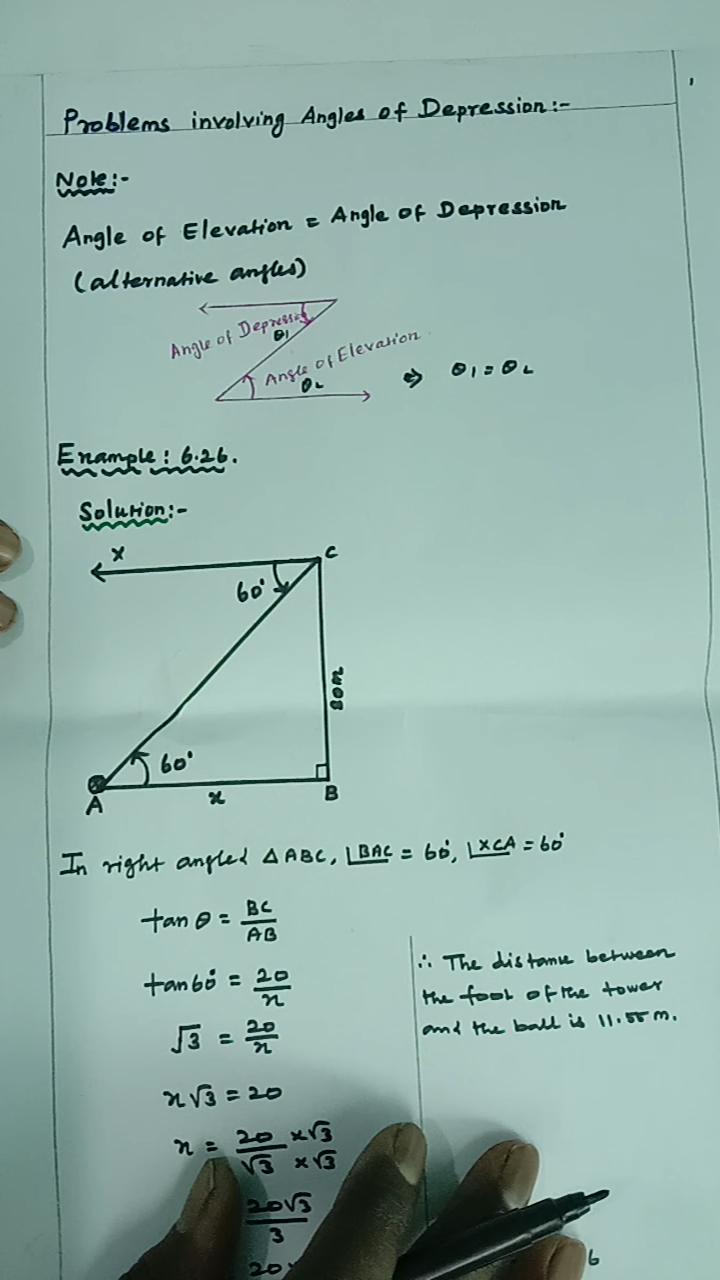 Problems involving Angles of Depression:-
Note:-
Angle of Elevation = Angle of Depression
(alternative angles)
Angle of Depression
θ1
Angle of Elevation
θ2
⇒ θ1 = θ2
Example: 6.26.
Solution:-
X
C
60°
20m
60°
A
x
B
In right angled △ABC, ∠BAC = 60°, ∠XCA = 60°
tan θ = BC/AB
tan 60° = 20/x
√3 = 20/x
x√3 = 20
x = 20/√3 ×√3/×√3
20√3/3
20
∴ The distance between
the foot of the tower
and the ball is 11.55 m.
6